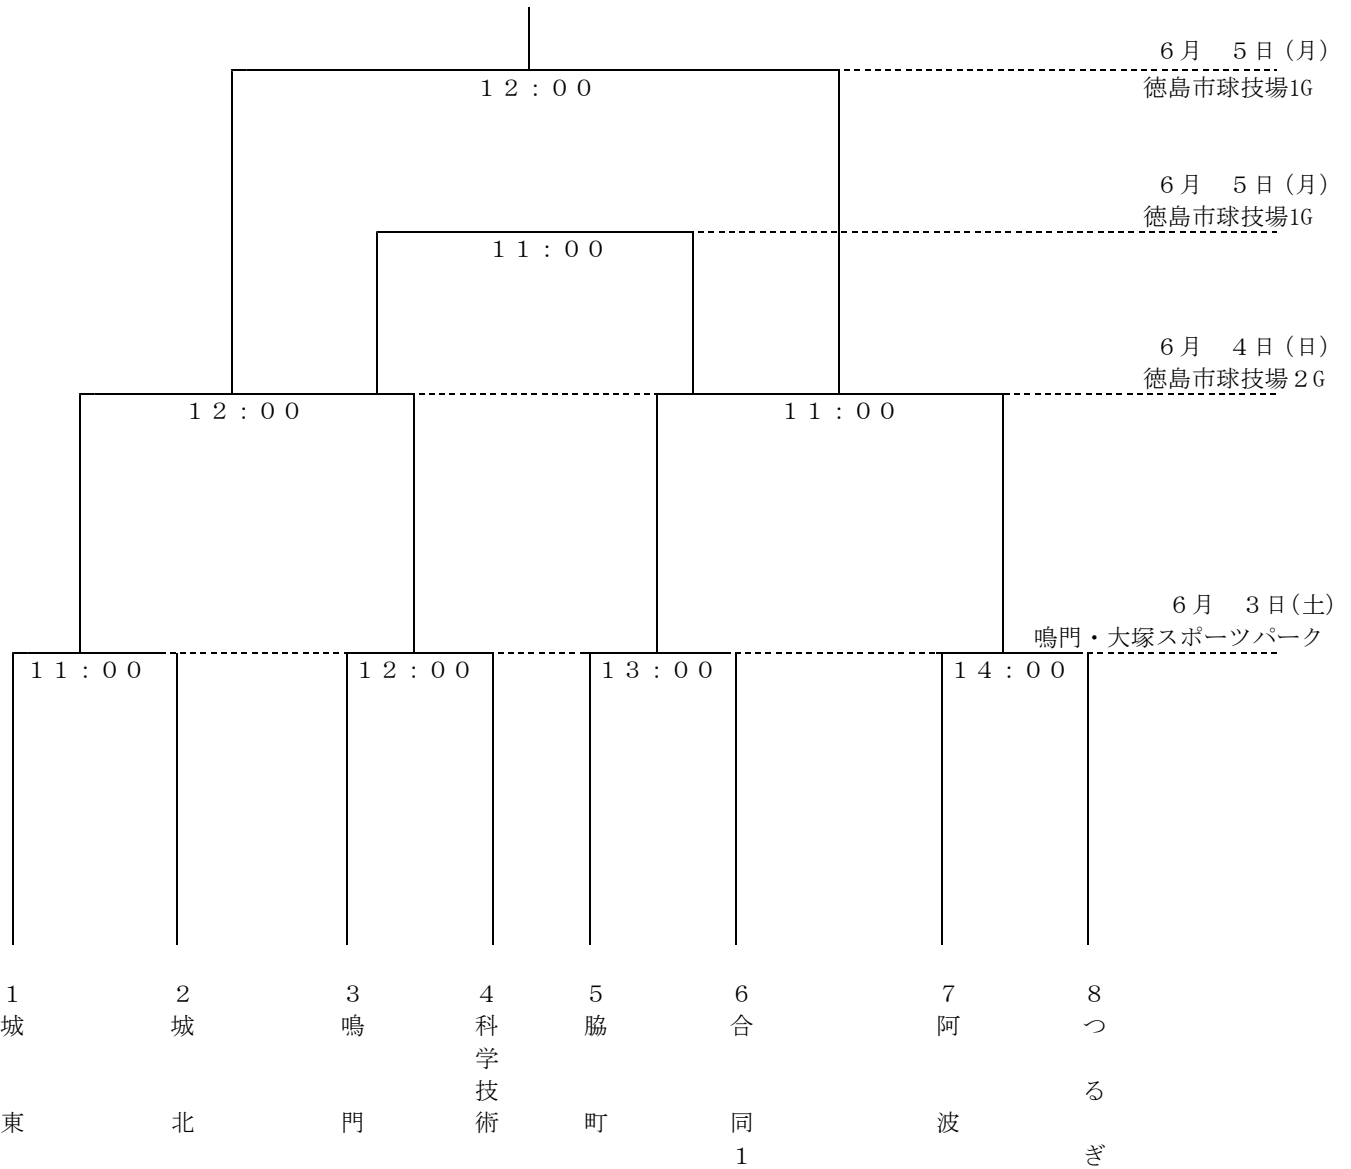 ６月　５日(月)
１２：００
徳島市球技場1G
６月　５日(月)
徳島市球技場1G
１１：００
６月　４日(日)
徳島市球技場２G
１２：００
１１：００
６月　３日(土)
鳴門・大塚スポーツパーク
１１：００
１２：００
１３：００
１４：００
１城東
２城北
３鳴門
４科学技術
５脇町
６合同１
７阿波
８つるぎ